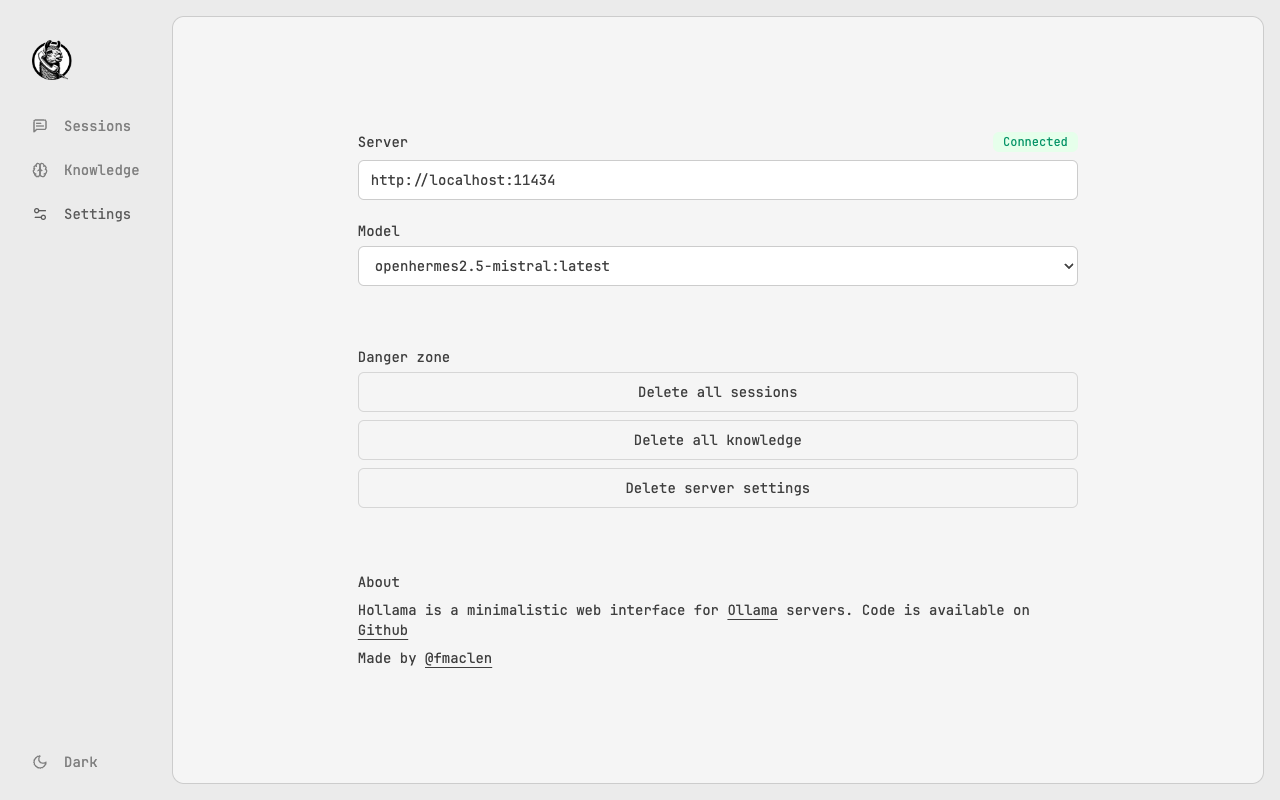 Sessions
Knowledge
Settings
Dark
Server
Connected
http://localhost:11434
Model
openhermes2.5-mistral:latest
Danger zone
Delete all sessions
Delete all knowledge
Delete server settings
About
Hollama is a minimalistic web interface for Ollama servers. Code is available on
Github
Made by @fmaclen